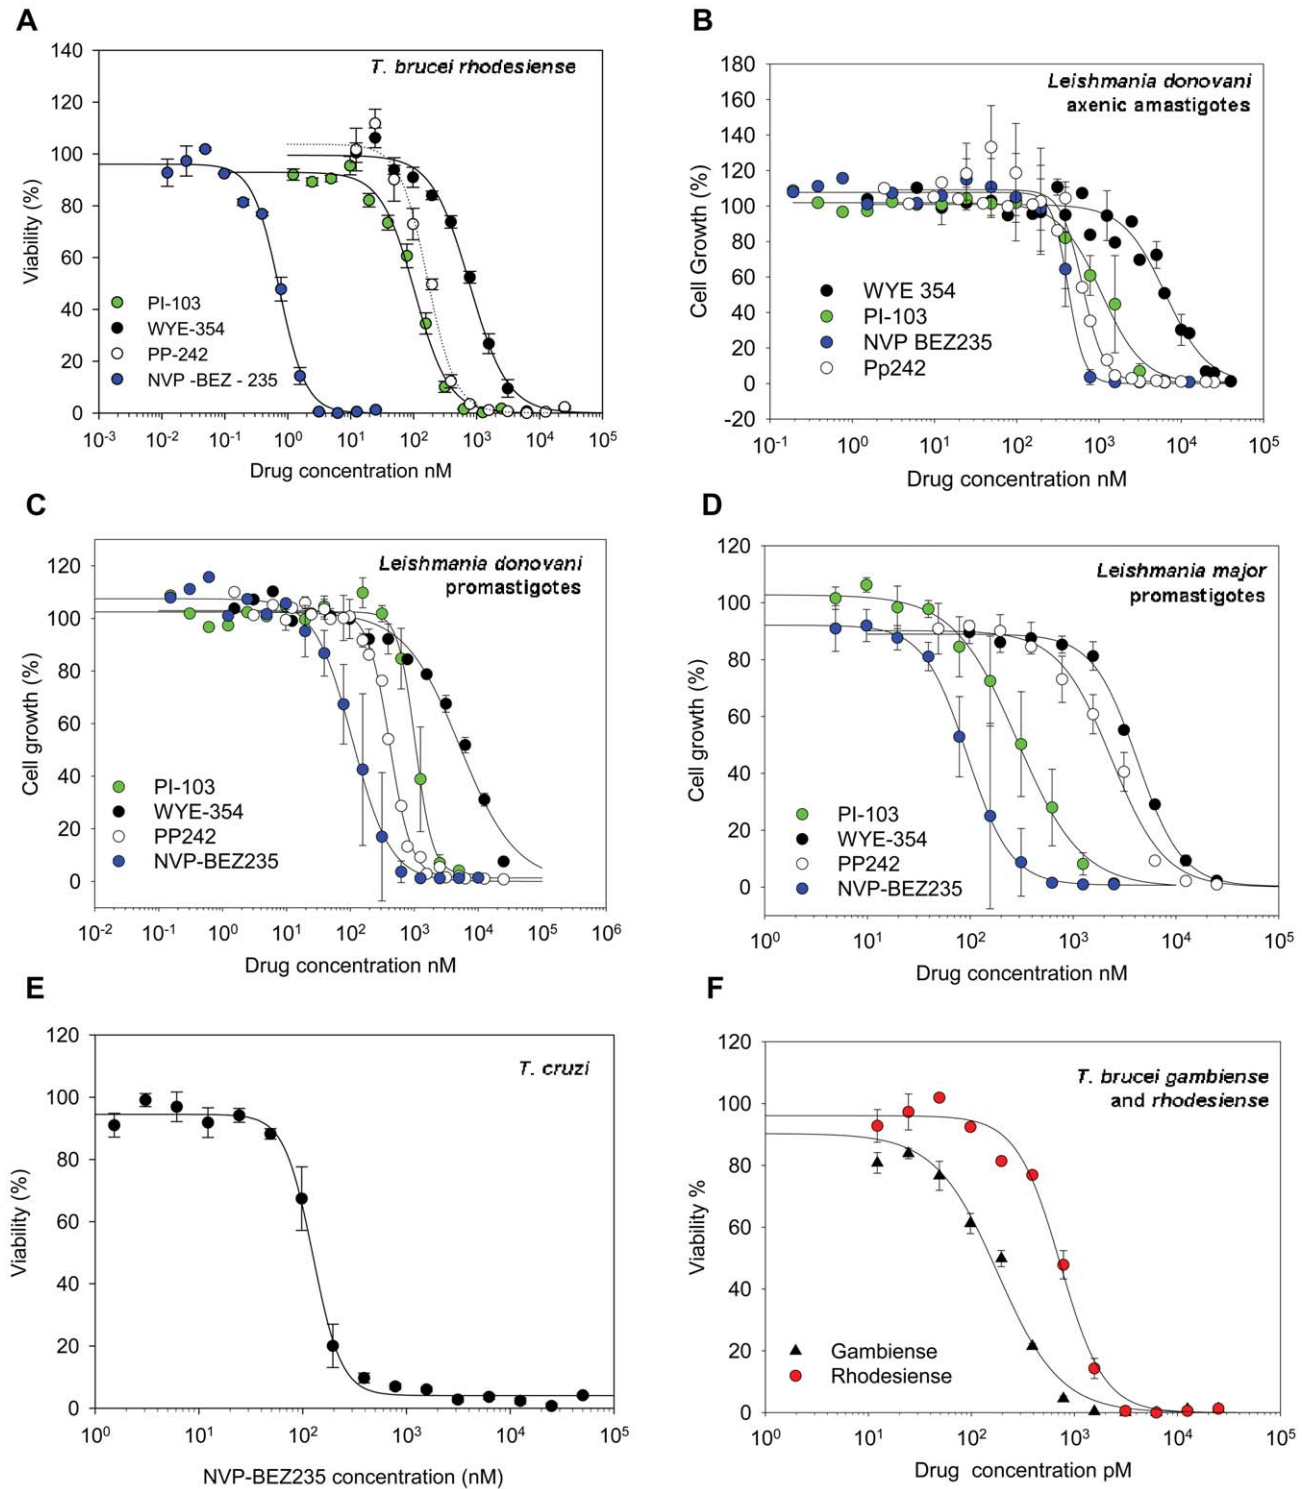 A
T. brucei rhodesiense
Viability (%)
140
120
100
80
60
40
20
0
PI-103
WYE-354
PP-242
NVP -BEZ - 235
10-3 10-2 10-1 100 101 102 103 104 105
Drug concentration nM
B
Leishmania donovani
axenic amastigotes
Cell Growth (%)
180
160
140
120
100
80
60
40
20
0
-20
WYE 354
PI-103
NVP BEZ235
Pp242
10-1 100 101 102 103 104 105
Drug concentration nM
C
Leishmania donovani
promastigotes
Cell growth (%)
120
100
80
60
40
20
0
PI-103
WYE-354
PP242
NVP-BEZ235
10-2 10-1 100 101 102 103 104 105 106
Drug concentration nM
D
Leishmania major
promastigotes
Cell growth (%)
120
100
80
60
40
20
0
PI-103
WYE-354
PP242
NVP-BEZ235
100 101 102 103 104 105
Drug concentration nM
E
T. cruzi
Viability (%)
120
100
80
60
40
20
0
100 101 102 103 104 105
NVP-BEZ235 concentration (nM)
F
T. brucei gambiense
and rhodesiense
Viability %
120
100
80
60
40
20
0
Gambiense
Rhodesiense
100 101 102 103 104 105
Drug concentration pM